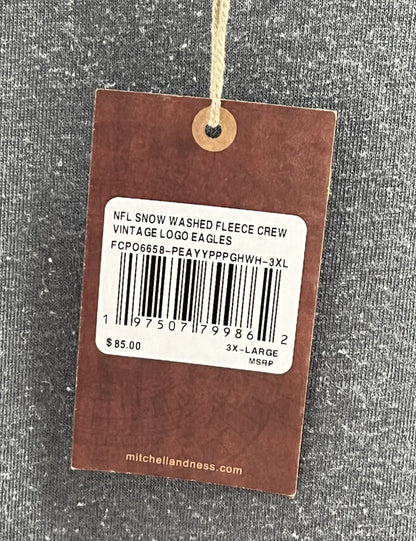 NFL SNOW WASHED FLEECE CREW
VINTAGE LOGO EAGLES
FCPO6658-PEAYYPPPGHWH-3XL
1 97507 79986 2
$85.00 3X-LARGE
MSRP
mitchellandness.com